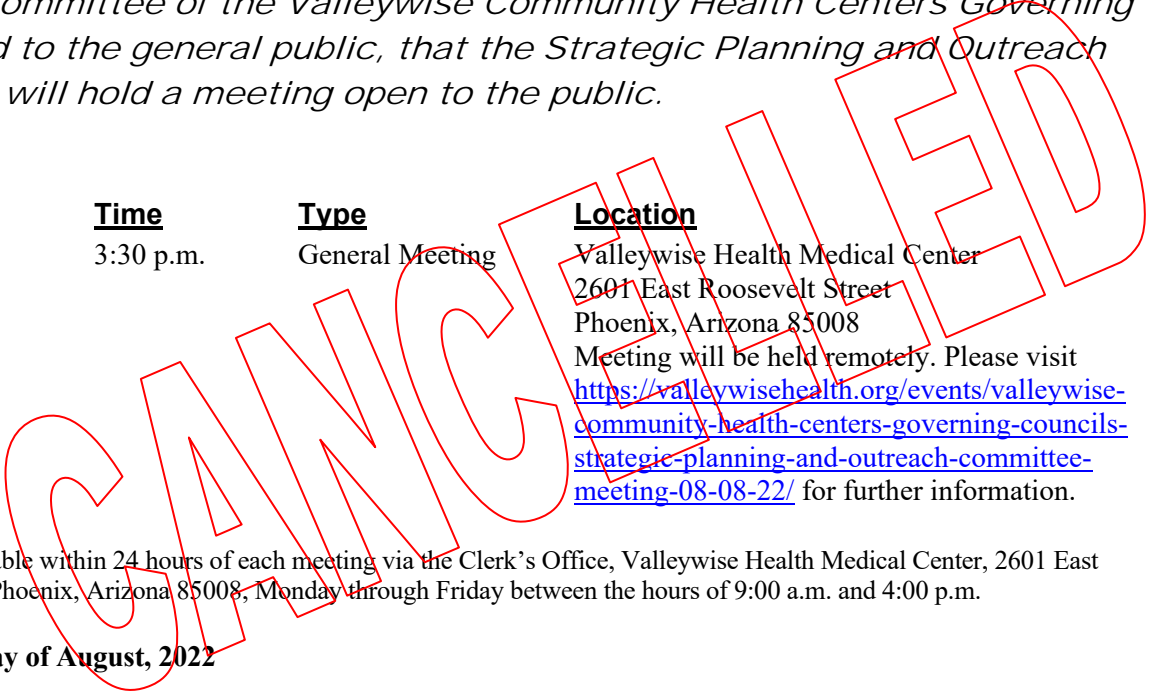 Committee of the Valleywise Community Health Centers Governing
d to the general public, that the Strategic Planning and Outreach
will hold a meeting open to the public.
Time Type Location
3:30 p.m. General Meeting Valleywise Health Medical Center
2601 East Roosevelt Street
Phoenix, Arizona 85008
Meeting will be held remotely. Please visit
https://valleywisehealth.org/events/valleywise-
community-health-centers-governing-councils-
strategic-planning-and-outreach-committee-
meeting-08-08-22/ for further information.
CANCELLED
ble within 24 hours of each meeting via the Clerk’s Office, Valleywise Health Medical Center, 2601 East
Phoenix, Arizona 85008, Monday through Friday between the hours of 9:00 a.m. and 4:00 p.m.
ay of August, 2022